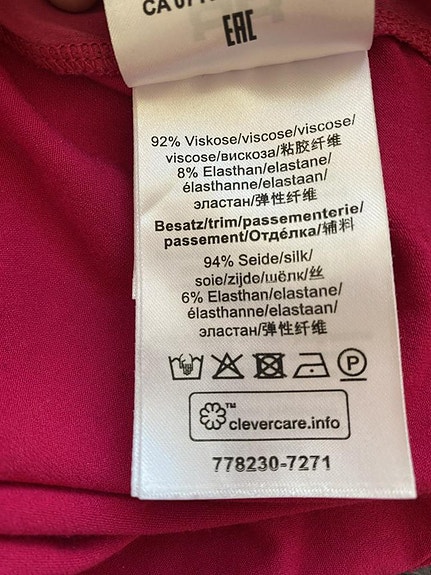 EAC
92% Viskose/viscose/viscose/
viscose/вискоза/粘胶纤维
8% Elasthan/elastane/
élasthanne/elastaan/
эластан/弹性纤维
Besatz/trim/passementerie/
passement/Отдéлка/辅料
94% Seide/silk/
soie/zijde/шёлк/丝
6% Elasthan/elastane/
élasthanne/elastaan/
эластан/弹性纤维
P
™
clevercare.info
778230-7271